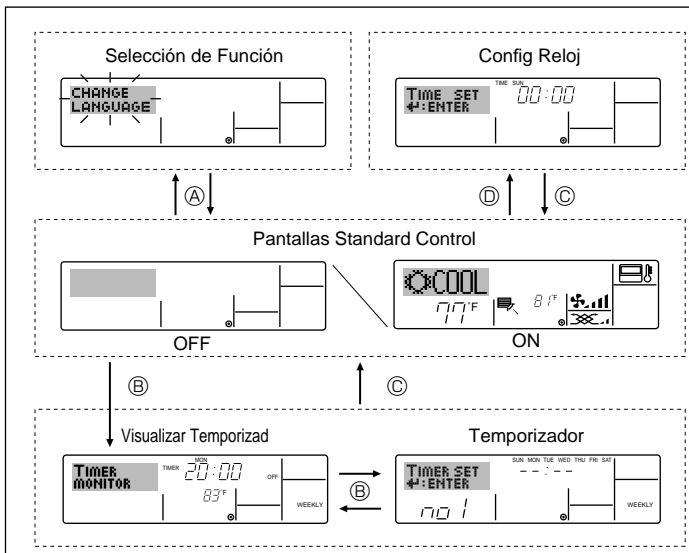 Selección de Función
CHANGE
LANGUAGE
Config Reloj
TIME SUN
TIME SET 00:00
↵:ENTER
Ⓐ
Ⓓ
Ⓒ
Pantallas Standard Control
OFF
COOL
77°F
81°F
ON
Ⓑ
Ⓒ
Visualizar Temporizad
MON
TIMER MONITOR
TIMER 20:00 OFF
83°F
WEEKLY
Ⓑ
Temporizador
SUN MON TUE WED THU FRI SAT
TIMER SET --:--
↵:ENTER
no 1
WEEKLY